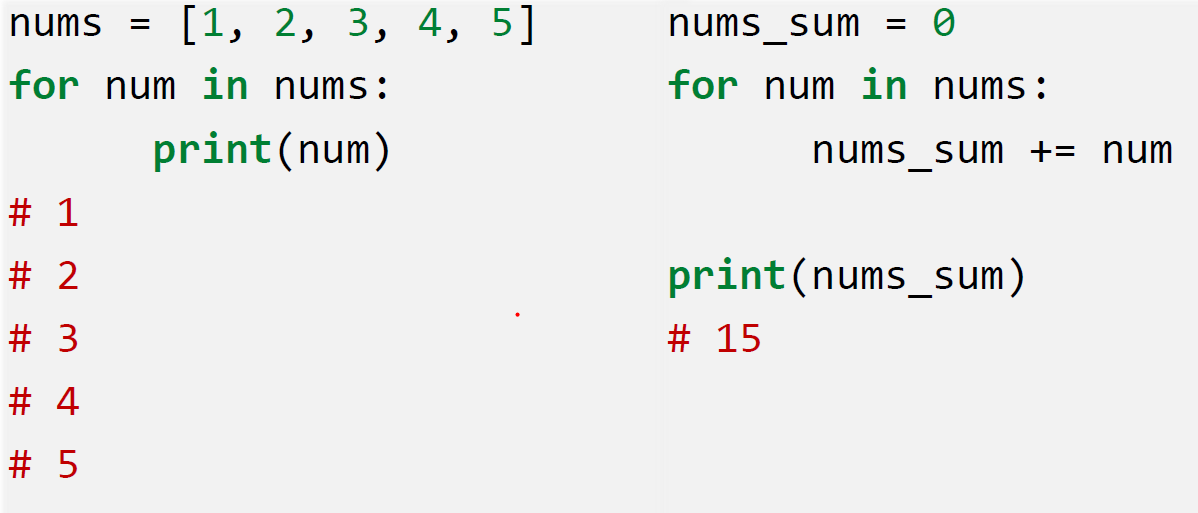 nums = [1, 2, 3, 4, 5]
for num in nums:
      print(num)
# 1
# 2
# 3
# 4
# 5
nums_sum = 0
for num in nums:
      nums_sum += num
print(nums_sum)
# 15